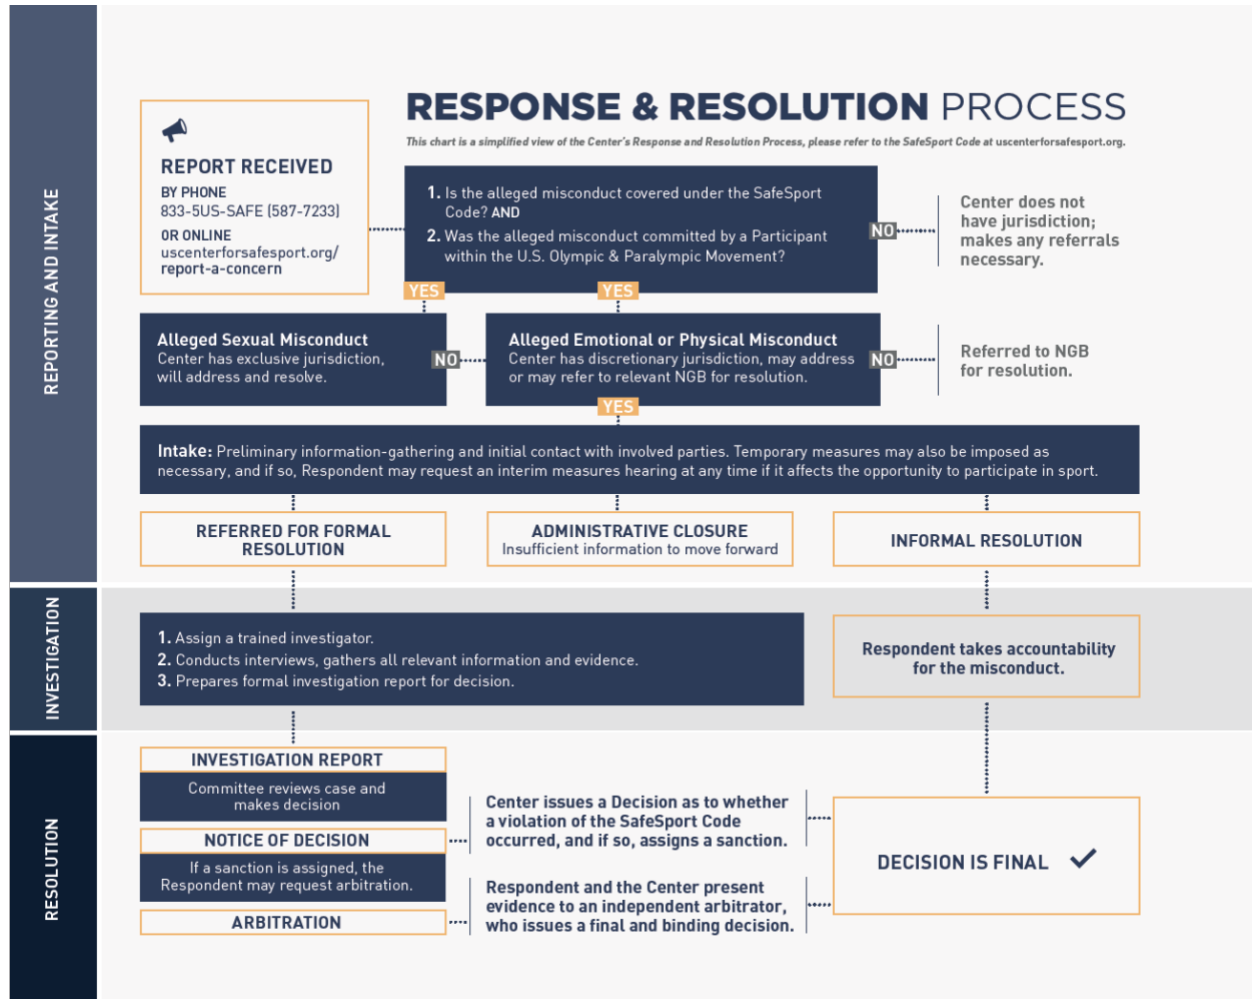 RESPONSE & RESOLUTION PROCESS
This chart is a simplified view of the Center's Response and Resolution Process, please refer to the SafeSport Code at uscenterforsafesport.org.
REPORTING AND INTAKE
REPORT RECEIVED
BY PHONE
833-5US-SAFE (587-7233)
OR ONLINE
uscenterforsafesport.org/
report-a-concern
1. Is the alleged misconduct covered under the SafeSport
Code? AND
2. Was the alleged misconduct committed by a Participant
within the U.S. Olympic & Paralympic Movement?
NO
Center does not
have jurisdiction;
makes any referrals
necessary.
YES
YES
Alleged Sexual Misconduct
Center has exclusive jurisdiction,
will address and resolve.
NO
Alleged Emotional or Physical Misconduct
Center has discretionary jurisdiction, may address
or may refer to relevant NGB for resolution.
NO
Referred to NGB
for resolution.
YES
Intake: Preliminary information-gathering and initial contact with involved parties. Temporary measures may also be imposed as
necessary, and if so, Respondent may request an interim measures hearing at any time if it affects the opportunity to participate in sport.
REFERRED FOR FORMAL
RESOLUTION
ADMINISTRATIVE CLOSURE
Insufficient information to move forward
INFORMAL RESOLUTION
INVESTIGATION
1. Assign a trained investigator.
2. Conducts interviews, gathers all relevant information and evidence.
3. Prepares formal investigation report for decision.
Respondent takes accountability
for the misconduct.
RESOLUTION
INVESTIGATION REPORT
Committee reviews case and
makes decision
NOTICE OF DECISION
If a sanction is assigned, the
Respondent may request arbitration.
ARBITRATION
Center issues a Decision as to whether
a violation of the SafeSport Code
occurred, and if so, assigns a sanction.
Respondent and the Center present
evidence to an independent arbitrator,
who issues a final and binding decision.
DECISION IS FINAL